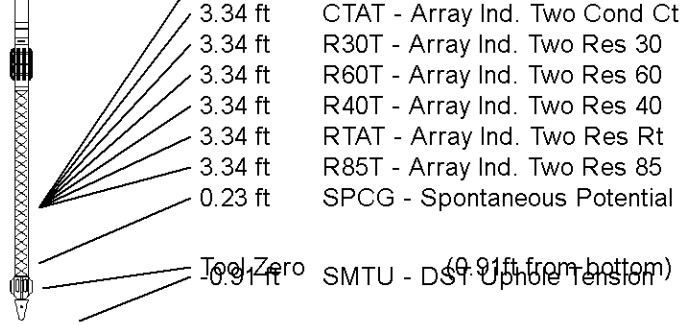 3.34 ft CTAT - Array Ind. Two Cond Ct
3.34 ft R30T - Array Ind. Two Res 30
3.34 ft R60T - Array Ind. Two Res 60
3.34 ft R40T - Array Ind. Two Res 40
3.34 ft RTAT - Array Ind. Two Res Rt
3.34 ft R85T - Array Ind. Two Res 85
0.23 ft SPCG - Spontaneous Potential
Tool Zero (0.91ft from bottom)
-0.91 ft SMTU - DST Uphole Tension